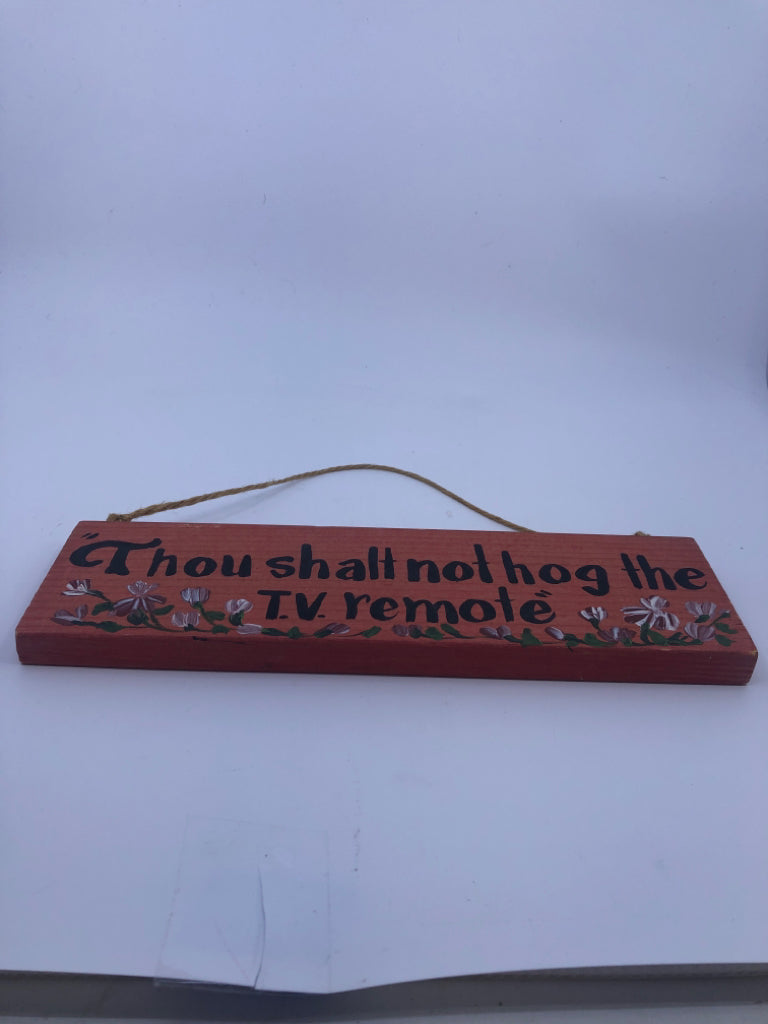 "Thou shalt not hog the
T.V. remote"